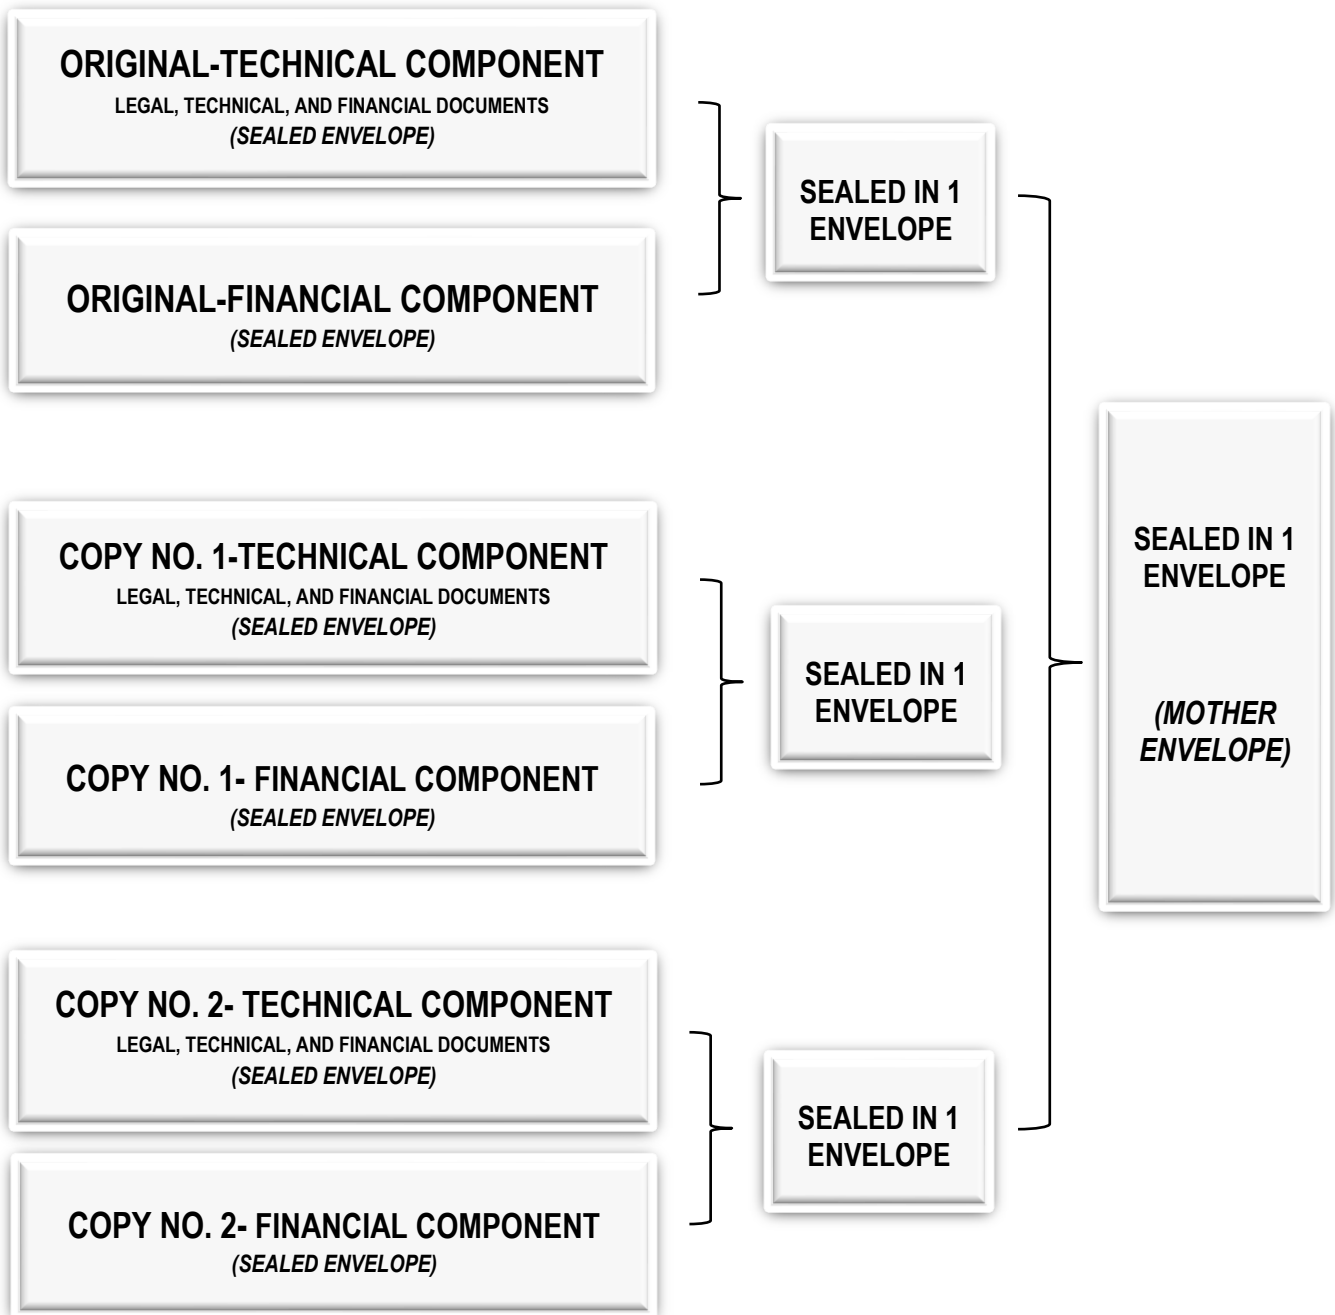 ORIGINAL-TECHNICAL COMPONENT
LEGAL, TECHNICAL, AND FINANCIAL DOCUMENTS
(SEALED ENVELOPE)
ORIGINAL-FINANCIAL COMPONENT
(SEALED ENVELOPE)
SEALED IN 1
ENVELOPE
COPY NO. 1-TECHNICAL COMPONENT
LEGAL, TECHNICAL, AND FINANCIAL DOCUMENTS
(SEALED ENVELOPE)
COPY NO. 1- FINANCIAL COMPONENT
(SEALED ENVELOPE)
SEALED IN 1
ENVELOPE
COPY NO. 2- TECHNICAL COMPONENT
LEGAL, TECHNICAL, AND FINANCIAL DOCUMENTS
(SEALED ENVELOPE)
COPY NO. 2- FINANCIAL COMPONENT
(SEALED ENVELOPE)
SEALED IN 1
ENVELOPE
SEALED IN 1
ENVELOPE
(MOTHER
ENVELOPE)